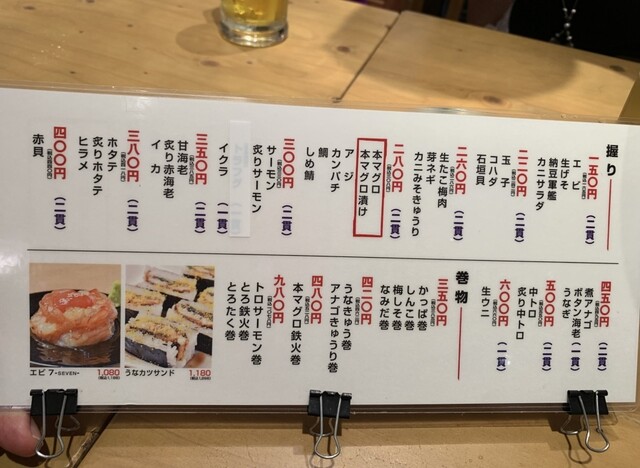 握り
一五〇円
(二貫)
エビ
生げそ
納豆軍艦
カニサラダ
二二〇円
(二貫)
玉子
コハダ
石垣貝
二六〇円
(二貫)
生たこ梅肉
芽ネギ
カニみそきゅうり
二八〇円
(二貫)
本マグロ
本マグロ漬け
アジ
カンパチ
鯛
しめ鯖
三〇〇円
(二貫)
サーモン
炙りサーモン
イクラ
(一貫)
三五〇円
(二貫)
甘海老
炙り赤海老
イカ
三八〇円
(二貫)
ホタテ
炙りホタテ
ヒラメ
四〇〇円
(二貫)
赤貝
四五〇円
(二貫)
煮アナゴ
ボタン海老
(一貫)
うなぎ
(一貫)
五〇〇円
(二貫)
中トロ
炙り中トロ
六〇〇円
(一貫)
生ウニ
巻物
三五〇円
かっぱ巻
しんこ巻
梅しそ巻
なみだ巻
四二〇円
うなきゅう巻
アナゴきゅうり巻
四八〇円
本マグロ鉄火巻
九八〇円
トロサーモン巻
とろ鉄火巻
とろたく巻
うなカツサンド 1,180
エビ7-SEVEN- 1,080